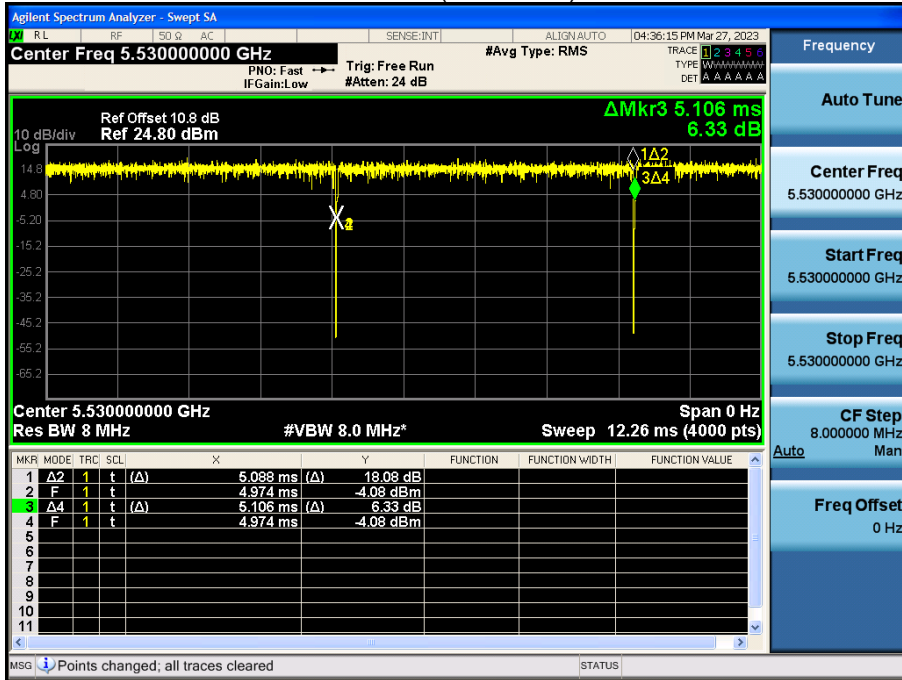 Agilent Spectrum Analyzer - Swept SA
LXI RL RF 50 Ω AC SENSE:INT ALIGNAUTO 04:36:15 PM Mar 27, 2023
Center Freq 5.530000000 GHz #Avg Type: RMS TRACE 1 2 3 4 5 6
PNO: Fast Trig: Free Run TYPE WWWWWW
IFGain:Low #Atten: 24 dB DET A A A A A A
Frequency
ΔMkr3 5.106 ms
6.33 dB
Ref Offset 10.8 dB
10 dB/div Ref 24.80 dBm
Log
14.8
4.80
-5.20
-15.2
-25.2
-35.2
-45.2
-55.2
-65.2
1Δ2
3Δ4
Center 5.530000000 GHz Span 0 Hz
Res BW 8 MHz #VBW 8.0 MHz* Sweep 12.26 ms (4000 pts)
MKR MODE TRC SCL X Y FUNCTION FUNCTION WIDTH FUNCTION VALUE
1 Δ2 1 t (Δ) 5.088 ms (Δ) 18.08 dB
2 F 1 t 4.974 ms -4.08 dBm
3 Δ4 1 t (Δ) 5.106 ms (Δ) 6.33 dB
4 F 1 t 4.974 ms -4.08 dBm
5
6
7
8
9
10
11
MSG Points changed; all traces cleared STATUS
Auto Tune
Center Freq
5.530000000 GHz
Start Freq
5.530000000 GHz
Stop Freq
5.530000000 GHz
CF Step
8.000000 MHz
Auto Man
Freq Offset
0 Hz